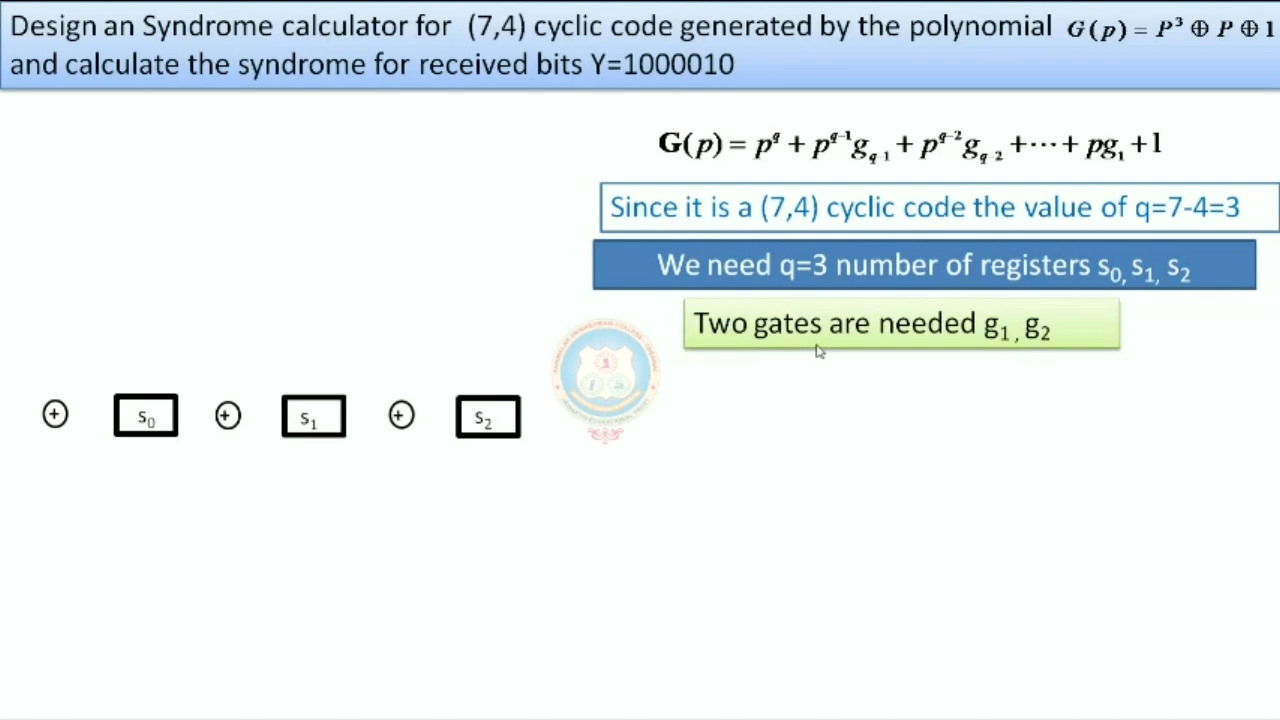 Design an Syndrome calculator for (7,4) cyclic code generated by the polynomial G(p) = P³ ⊕ P ⊕ 1
and calculate the syndrome for received bits Y=1000010
G(p) = p^q + p^{q-1}g_{q-1} + p^{q-2}g_{q-2} + ⋯ + pg₁ + 1
Since it is a (7,4) cyclic code the value of q=7-4=3
We need q=3 number of registers s₀, s₁, s₂
Two gates are needed g₁, g₂
⊕ s₀ ⊕ s₁ ⊕ s₂